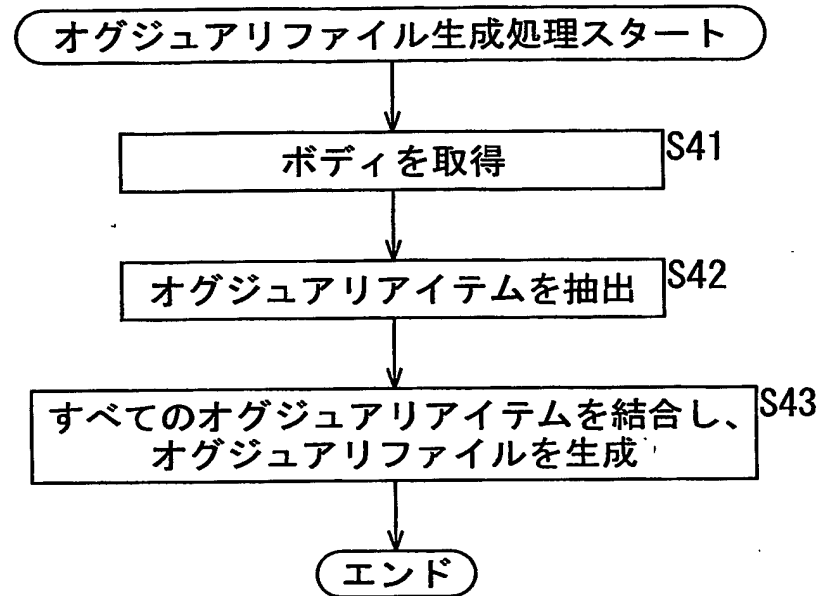 オグジュアリファイル生成処理スタート
ボディを取得
S41
オグジュアリアイテムを抽出
S42
すべてのオグジュアリアイテムを結合し、
S43
オグジュアリファイルを生成
エンド